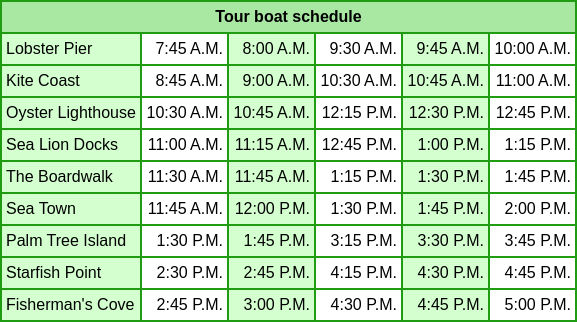 Tour boat schedule
Lobster Pier 7:45 A.M. 8:00 A.M. 9:30 A.M. 9:45 A.M. 10:00 A.M.
Kite Coast 8:45 A.M. 9:00 A.M. 10:30 A.M. 10:45 A.M. 11:00 A.M.
Oyster Lighthouse 10:30 A.M. 10:45 A.M. 12:15 P.M. 12:30 P.M. 12:45 P.M.
Sea Lion Docks 11:00 A.M. 11:15 A.M. 12:45 P.M. 1:00 P.M. 1:15 P.M.
The Boardwalk 11:30 A.M. 11:45 A.M. 1:15 P.M. 1:30 P.M. 1:45 P.M.
Sea Town 11:45 A.M. 12:00 P.M. 1:30 P.M. 1:45 P.M. 2:00 P.M.
Palm Tree Island 1:30 P.M. 1:45 P.M. 3:15 P.M. 3:30 P.M. 3:45 P.M.
Starfish Point 2:30 P.M. 2:45 P.M. 4:15 P.M. 4:30 P.M. 4:45 P.M.
Fisherman's Cove 2:45 P.M. 3:00 P.M. 4:30 P.M. 4:45 P.M. 5:00 P.M.